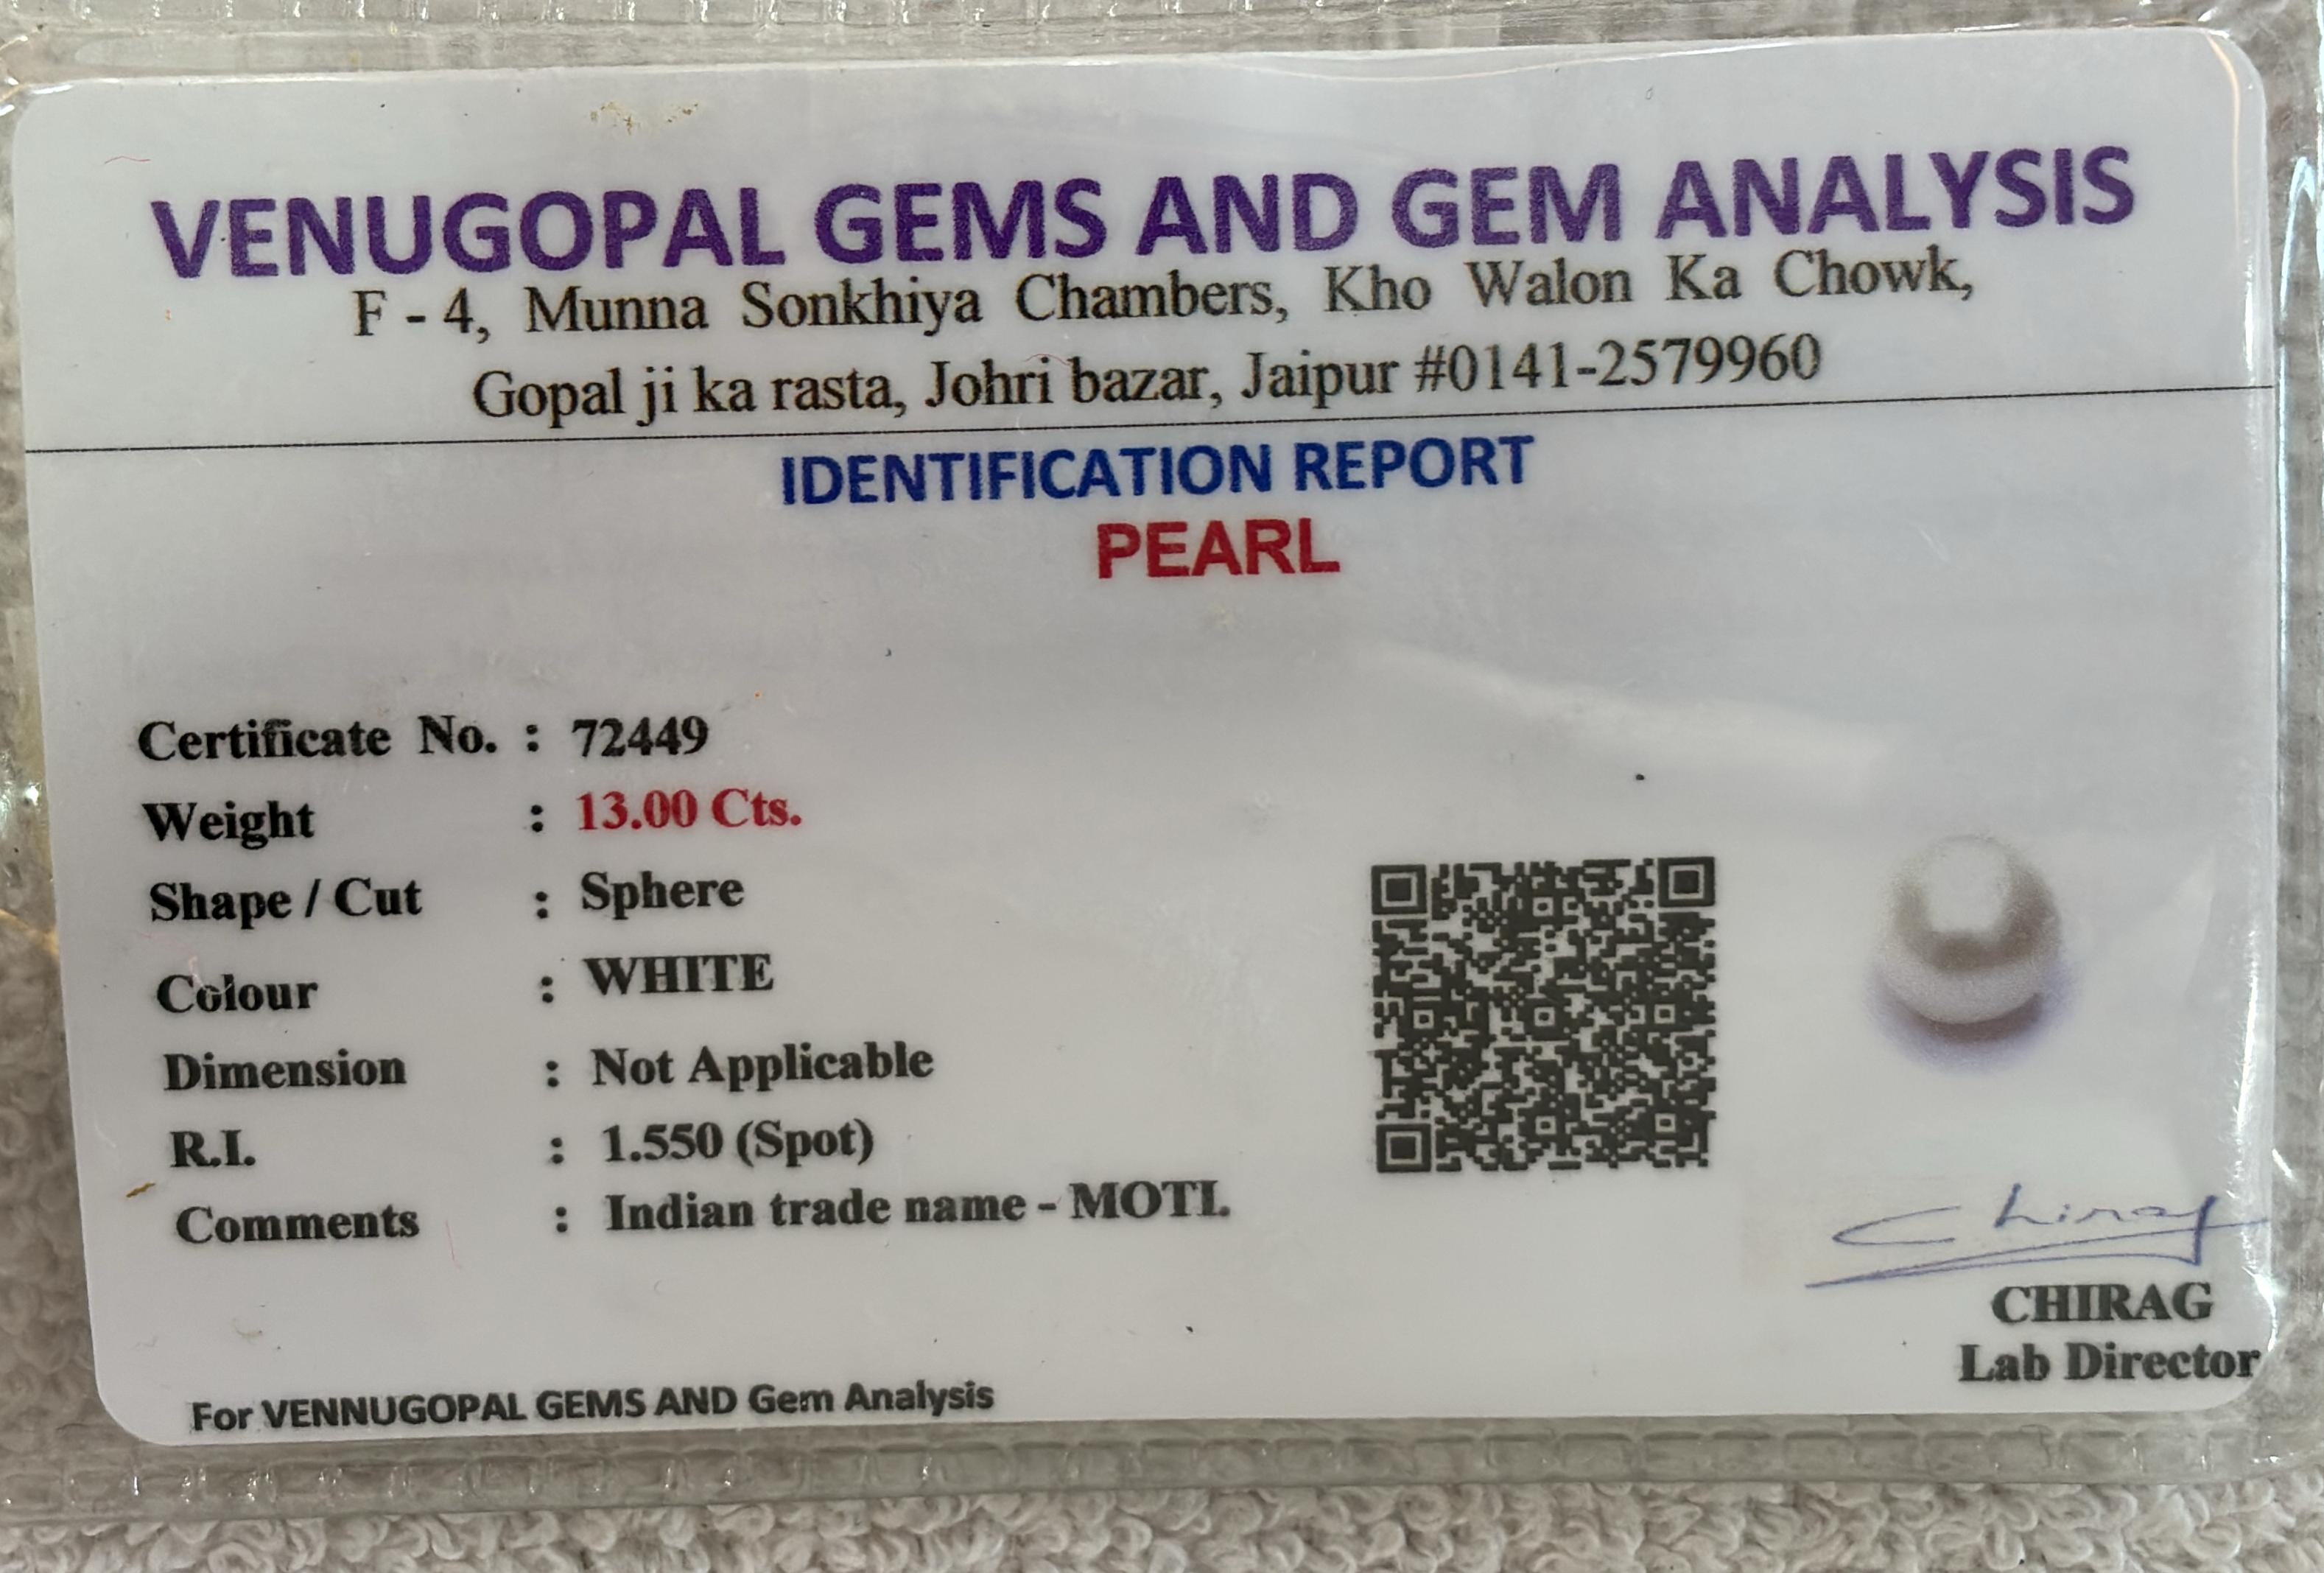 VENUGOPAL GEMS AND GEM ANALYSIS
F - 4, Munna Sonkhiya Chambers, Kho Walon Ka Chowk,
Gopal ji ka rasta, Johri bazar, Jaipur #0141-2579960
IDENTIFICATION REPORT
PEARL
Certificate No. : 72449
Weight : 13.00 Cts.
Shape / Cut : Sphere
Colour : WHITE
Dimension : Not Applicable
R.I. : 1.550 (Spot)
Comments : Indian trade name - MOTI.
Chirag
CHIRAG
Lab Director
For VENNUGOPAL GEMS AND Gem Analysis